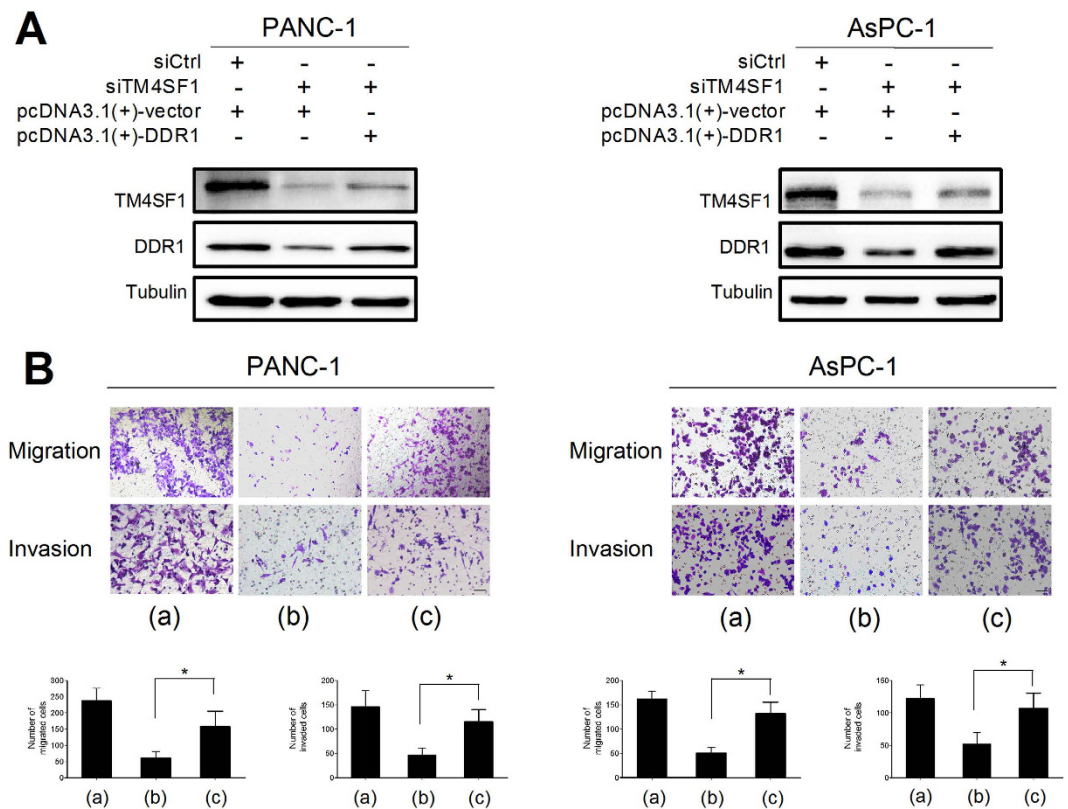 A
PANC-1
AsPC-1
siCtrl + - -
siTM4SF1 - + +
pcDNA3.1(+)-vector + + -
pcDNA3.1(+)-DDR1 - - +
TM4SF1
DDR1
Tubulin
siCtrl + - -
siTM4SF1 - + +
pcDNA3.1(+)-vector + + -
pcDNA3.1(+)-DDR1 - - +
TM4SF1
DDR1
Tubulin
B
PANC-1
AsPC-1
Migration
Invasion
(a) (b) (c)
Migration
Invasion
(a) (b) (c)
Number of
migrated cells
300
250
200
150
100
50
0
*
(a) (b) (c)
Number of
invaded cells
200
150
100
50
0
*
(a) (b) (c)
Number of
migrated cells
200
150
100
50
0
*
(a) (b) (c)
Number of
invaded cells
150
100
50
0
*
(a) (b) (c)